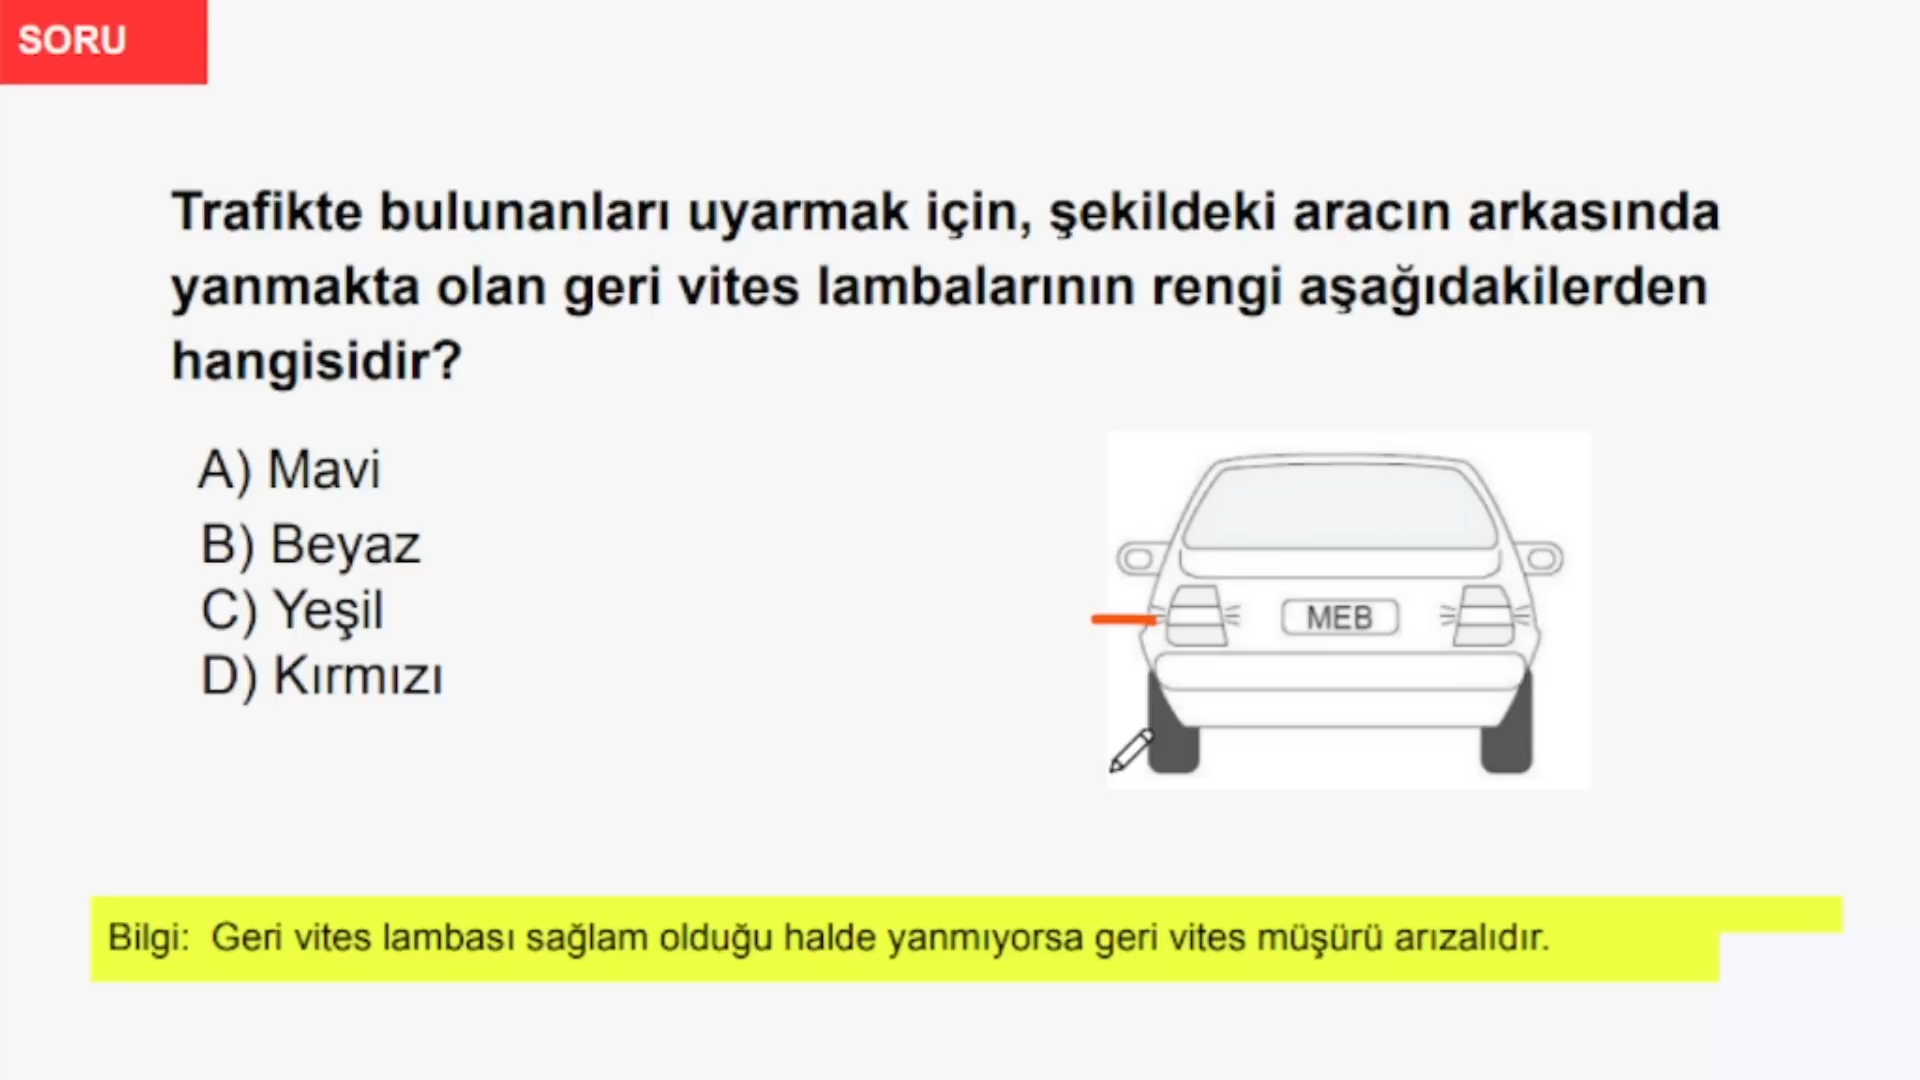 SORU
Trafikte bulunanları uyarmak için, şekildeki aracın arkasında
yanmakta olan geri vites lambalarının rengi aşağıdakilerden
hangisidir?
A) Mavi
B) Beyaz
C) Yeşil
D) Kırmızı
MEB
Bilgi: Geri vites lambası sağlam olduğu halde yanmıyorsa geri vites müşürü arızalıdır.